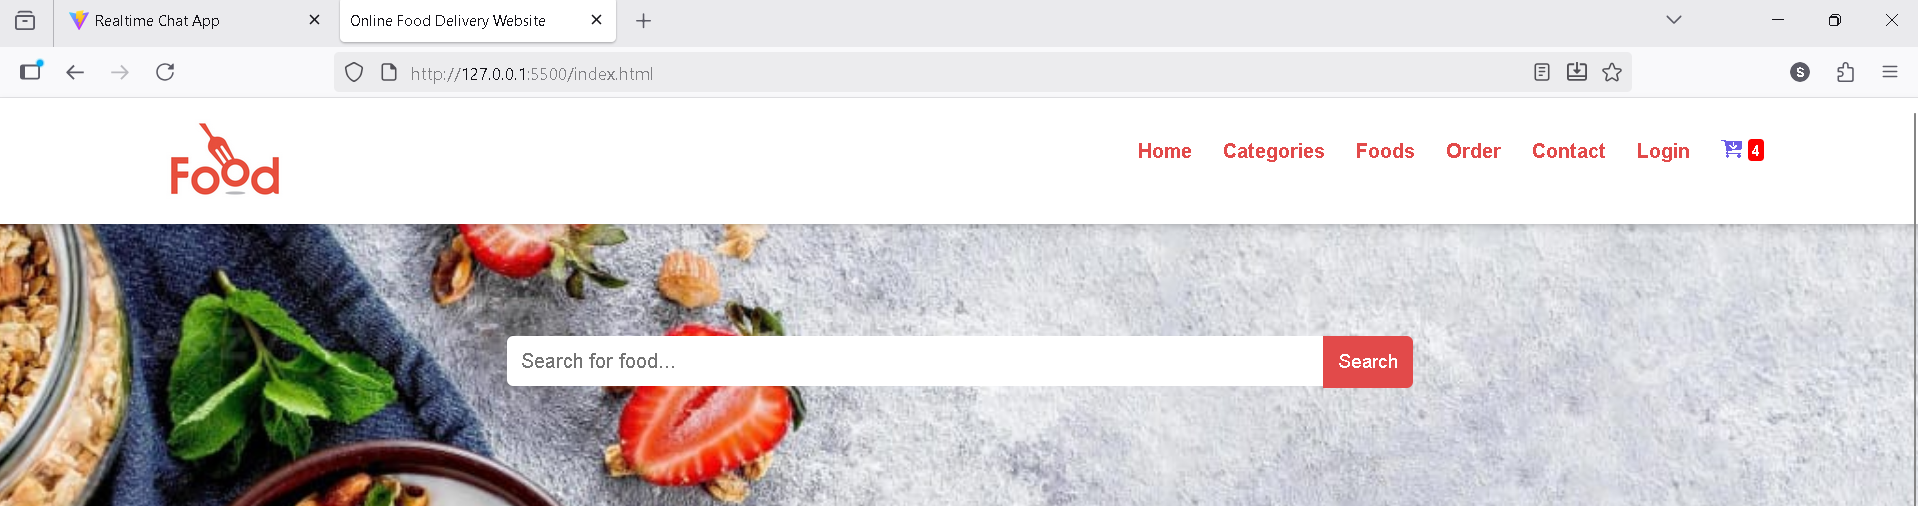 Realtime Chat App
Online Food Delivery Website
http://127.0.0.1:5500/index.html
S
Food
Home Categories Foods Order Contact Login 4
Search for food...
Search